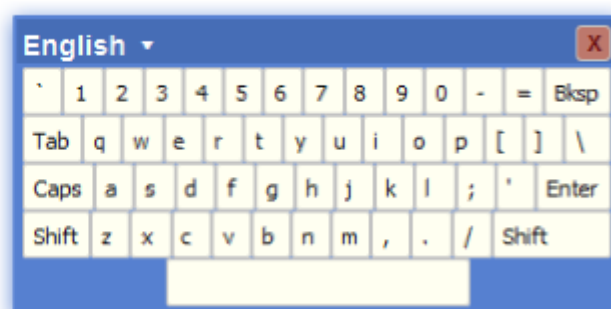 English X
` 1 2 3 4 5 6 7 8 9 0 - = Bksp
Tab q w e r t y u i o p [ ] \
Caps a s d f g h j k l ; ' Enter
Shift z x c v b n m , . / Shift